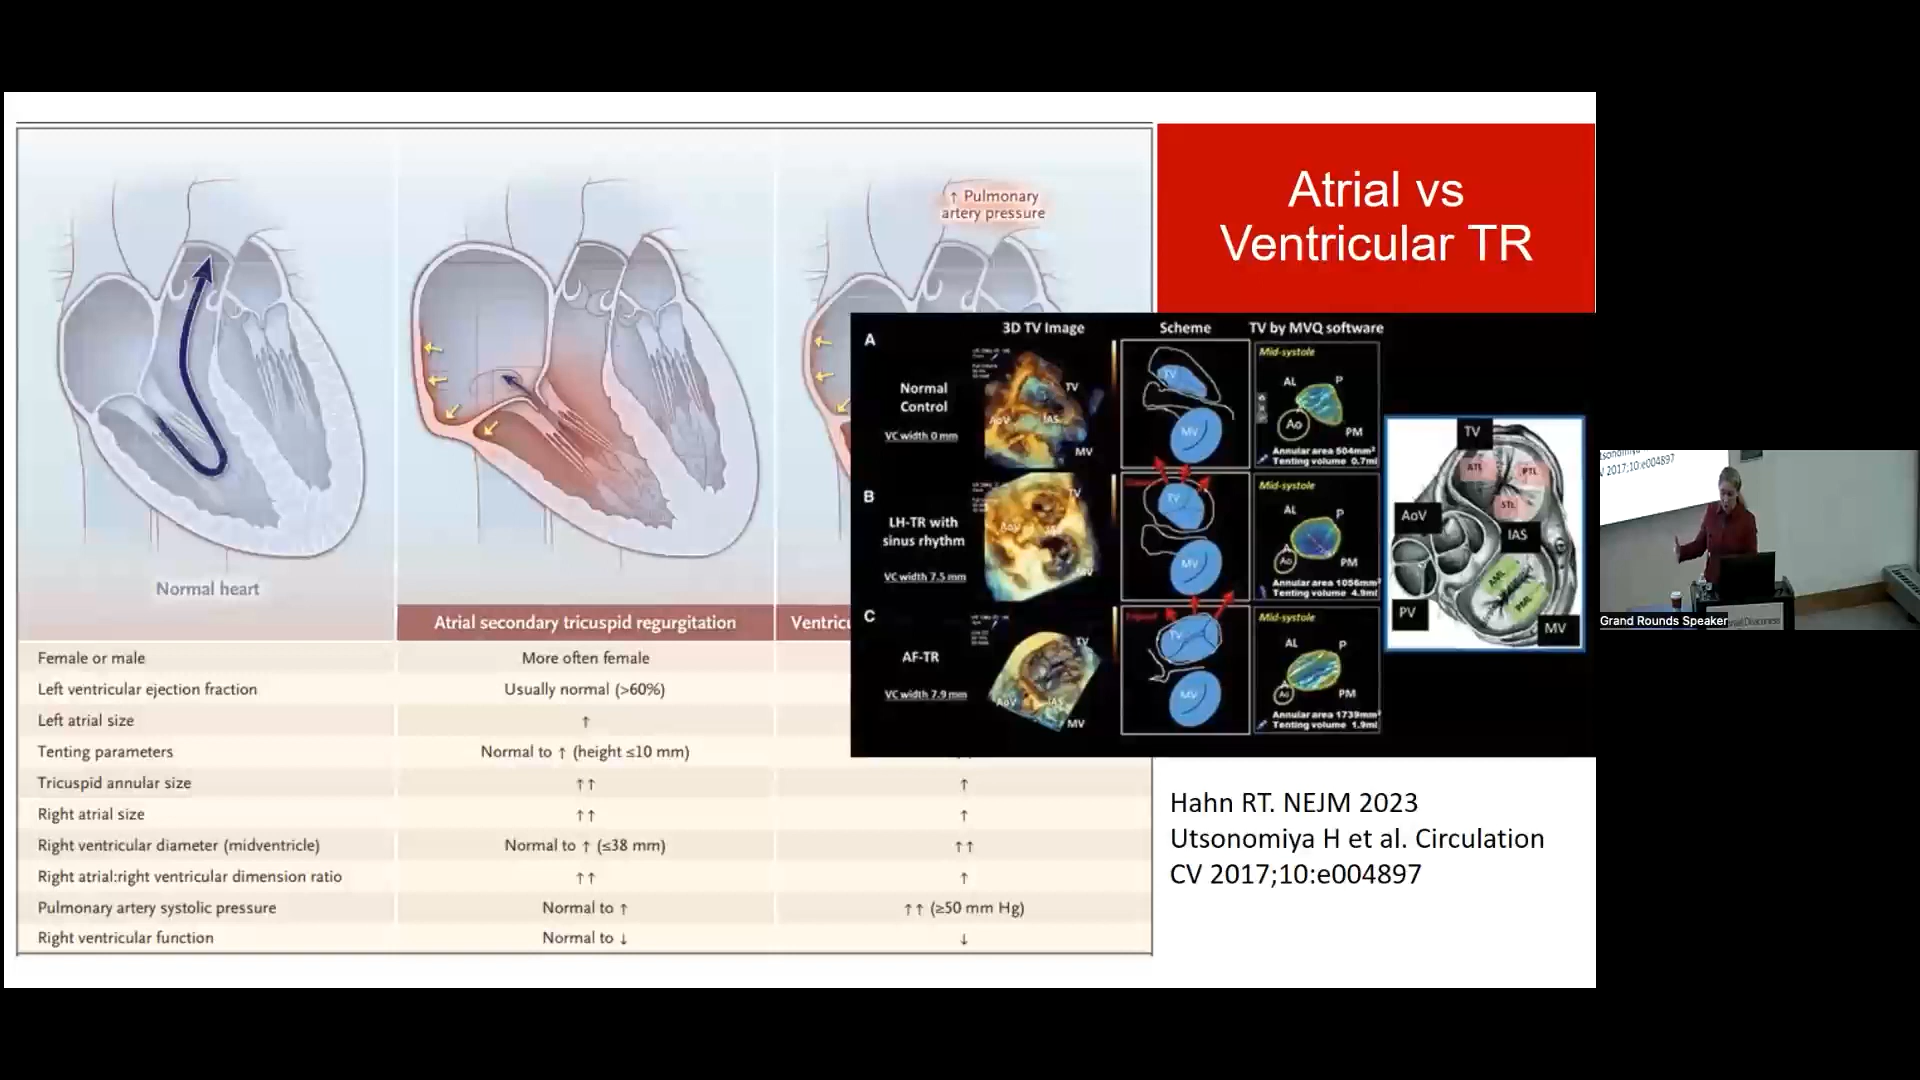 Atrial vs
Ventricular TR
↑ Pulmonary
artery pressure
Normal heart
Atrial secondary tricuspid regurgitation
Female or male
More often female
Left ventricular ejection fraction
Usually normal (>60%)
Left atrial size
↑
Tenting parameters
Normal to ↑ (height ≤10 mm)
Tricuspid annular size
↑↑
↑
Right atrial size
↑↑
↑
Right ventricular diameter (midventricle)
Normal to ↑ (≤38 mm)
↑↑
Right atrial:right ventricular dimension ratio
↑↑
↑
Pulmonary artery systolic pressure
Normal to ↑
↑↑ (≥50 mm Hg)
Right ventricular function
Normal to ↓
↓
3D TV Image
Scheme
TV by MVQ software
A
Normal
Control
VC width 0 mm
TV
AoV
IAS
MV
TV
MV
Mid-systole
AL
P
Ao
PM
Annular area 504mm²
Tenting volume 0.7ml
B
LH-TR with
sinus rhythm
VC width 7.5 mm
TV
AoV
MV
TV
MV
Mid-systole
AL
P
Ao
PM
Annular area 1056mm²
Tenting volume 4.9ml
C
AF-TR
VC width 7.9 mm
TV
AoV
IAS
MV
TV
MV
Mid-systole
AL
P
Ao
PM
Annular area 1739mm²
Tenting volume 1.9ml
TV
ATL
PTL
STL
AoV
IAS
AML
PML
PV
MV
Hahn RT. NEJM 2023
Utsonomiya H et al. Circulation
CV 2017;10:e004897
2017;10:e004897
Grand Rounds Speaker